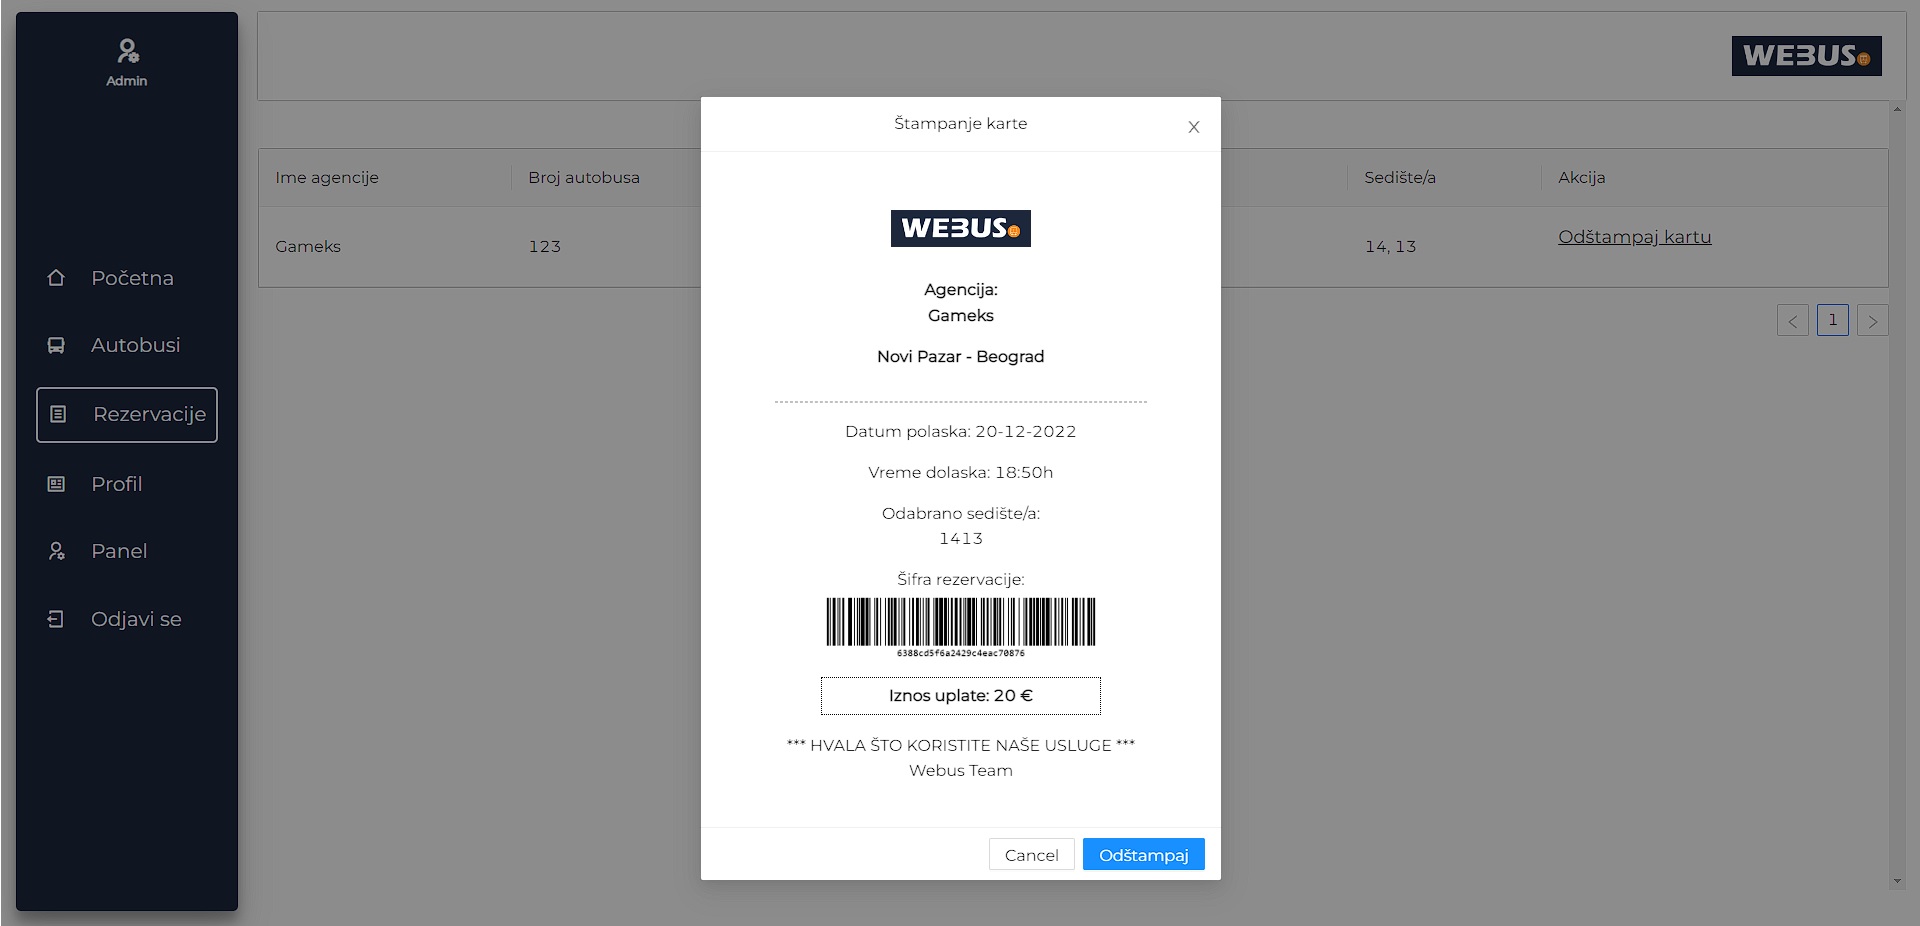 Admin
Početna
Autobusi
Rezervacije
Profil
Panel
Odjavi se
WEBUS
Ime agencije
Broj autobusa
Sedište/a
Akcija
Gameks
123
14, 13
Odštampaj kartu
< 1 >
Štampanje karte
X
WEBUS
Agencija:
Gameks
Novi Pazar - Beograd
Datum polaska: 20-12-2022
Vreme dolaska: 18:50h
Odabrano sedište/a:
1413
Šifra rezervacije:
6388cd5f6a2429c4eac70876
Iznos uplate: 20 €
*** HVALA ŠTO KORISTITE NAŠE USLUGE ***
Webus Team
Cancel
Odštampaj